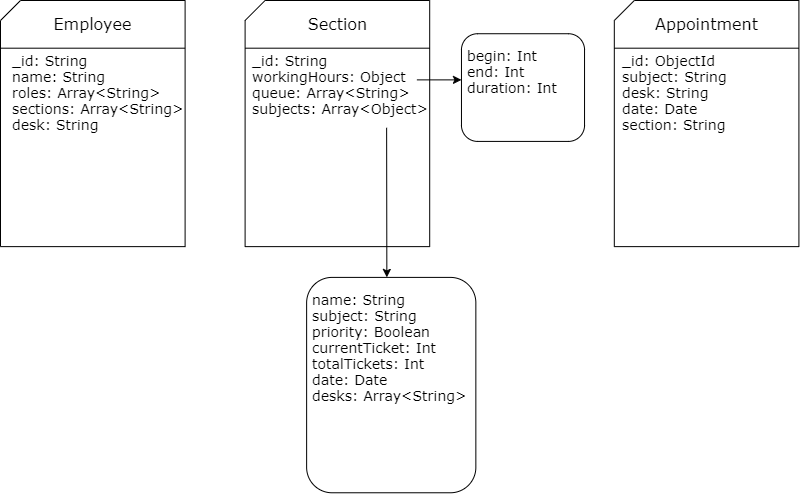 Employee
_id: String
name: String
roles: Array<String>
sections: Array<String>
desk: String
Section
_id: String
workingHours: Object
queue: Array<String>
subjects: Array<Object>
begin: Int
end: Int
duration: Int
Appointment
_id: ObjectId
subject: String
desk: String
date: Date
section: String
name: String
subject: String
priority: Boolean
currentTicket: Int
totalTickets: Int
date: Date
desks: Array<String>